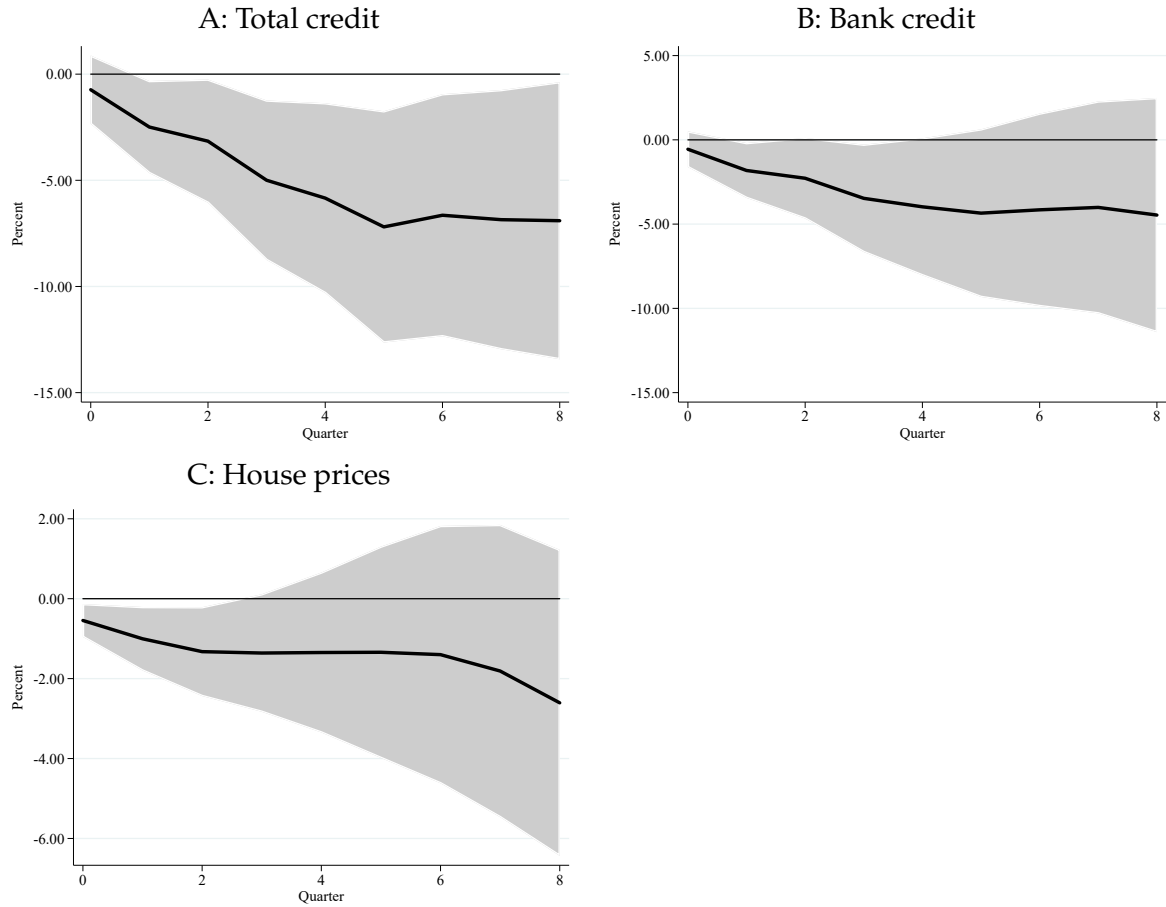 A: Total credit
0.00
-5.00
-10.00
-15.00
Percent
0 2 4 6 8
Quarter
B: Bank credit
5.00
0.00
-5.00
-10.00
-15.00
Percent
0 2 4 6 8
Quarter
C: House prices
2.00
0.00
-2.00
-4.00
-6.00
Percent
0 2 4 6 8
Quarter